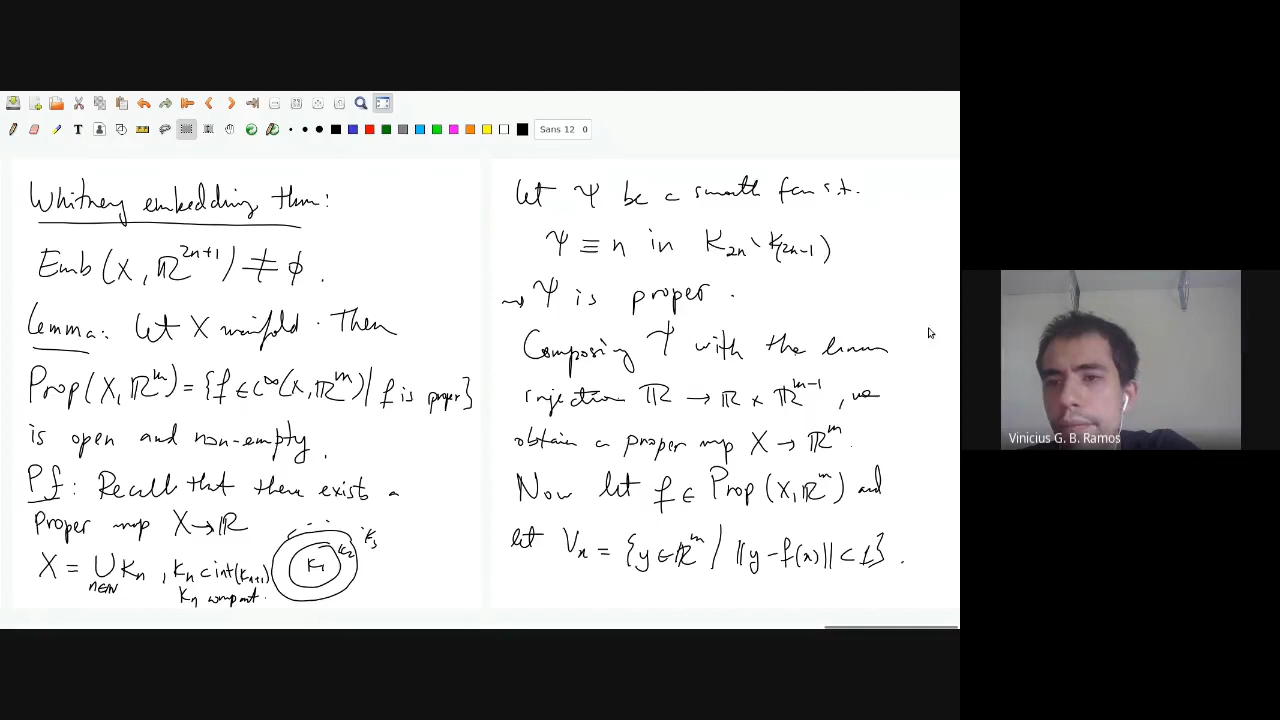 Sans 12 0
Whitney embedding thm:
Emb(X, ℝ^{2n+1}) ≠ ϕ.
Lemma: Let X manifold. Then
Prop(X, ℝ^m) = {f ∈ C^∞(X, ℝ^m) | f is proper}
is open and non-empty.
Pf: Recall that there exist a
proper map X → ℝ
X = ∪_{n∈ℕ} K_n , K_n ⊂ int(K_{n+1})
K_n compact.
K_1 K_2 K_3 ...
Let Ψ be a smooth fcn s.t.
Ψ ≡ n in K_{2n} \ K_{(2n-1)}
⇝ Ψ is proper.
Composing Ψ with the linear
injection ℝ → ℝ × ℝ^{m-1}, we
obtain a proper map X → ℝ^m.
Now let f ∈ Prop(X, ℝ^m) and
let V_x = {y ∈ ℝ^m / ||y - f(x)|| < 1}.
Vinicius G. B. Ramos